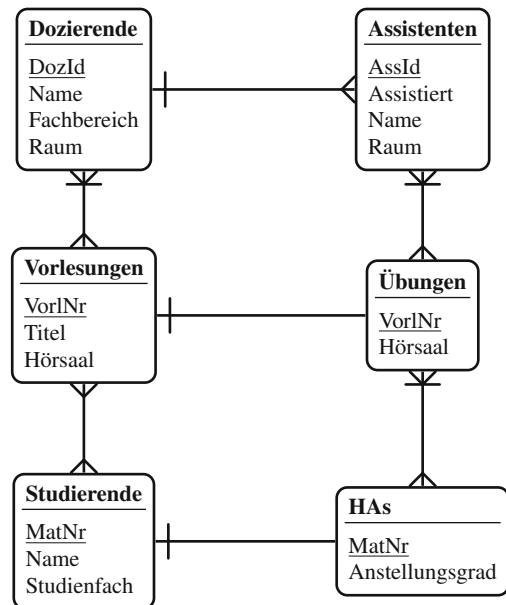 Dozierende
DozId
Name
Fachbereich
Raum
Assistenten
AssId
Assistiert
Name
Raum
Vorlesungen
VorlNr
Titel
Hörsaal
Übungen
VorlNr
Hörsaal
Studierende
MatNr
Name
Studienfach
HAs
MatNr
Anstellungsgrad